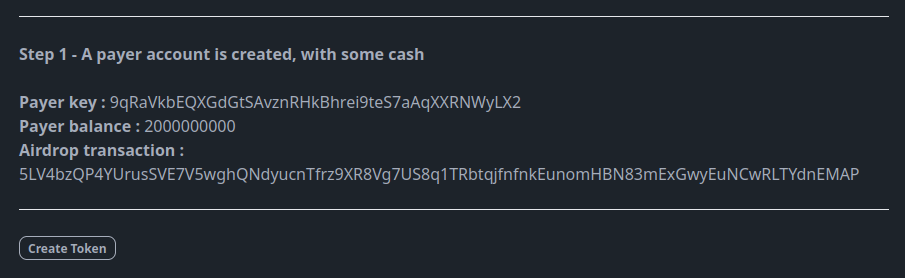 Step 1 - A payer account is created, with some cash
Payer key : 9qRaVkbEQXGdGtSAvznRHkBhrei9teS7aAqXXRNWyLX2
Payer balance : 2000000000
Airdrop transaction :
5LV4bzQP4YUrusSVE7V5wghQNdyucnTfrz9XR8Vg7US8q1TRbtqjfnfnkEunomHBN83mExGwyEuNCwRLTYdnEMAP
Create Token